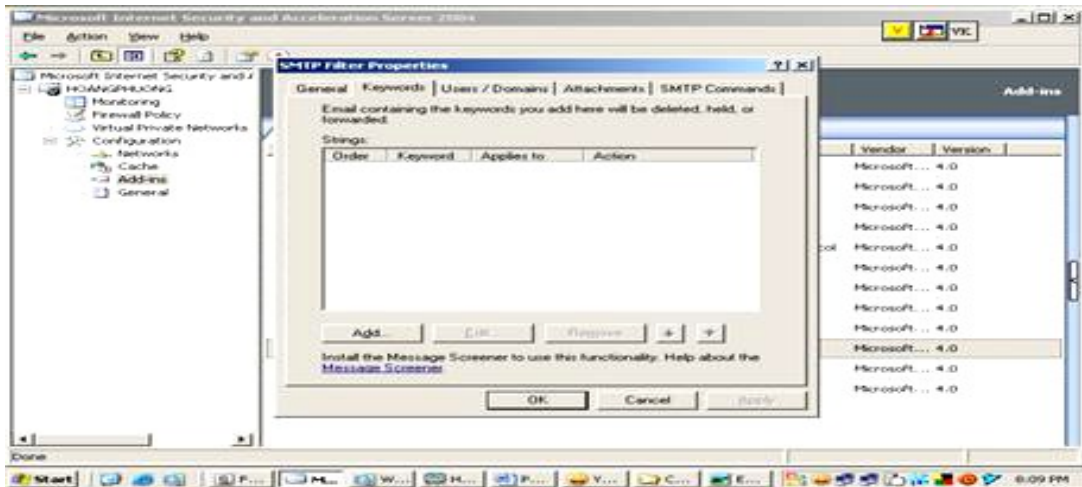 Microsoft Internet Security and Acceleration Server 2004
File Action View Help
V VK
Microsoft Internet Security and A
HOANGPHUONG
Monitoring
Firewall Policy
Virtual Private Networks
Configuration
Networks
Cache
Add-ins
General
Add-ins
SMTP Filter Properties
General Keywords Users / Domains Attachments SMTP Commands
Email containing the keywords you add here will be deleted, held, or
forwarded.
Strings:
Order Keyword Applies to Action
Add... Edit... Remove
Install the Message Screener to use this functionality. Help about the
Message Screener
OK Cancel Apply
Vendor Version
Microsoft... 4.0
Microsoft... 4.0
Microsoft... 4.0
Microsoft... 4.0
col Microsoft... 4.0
Microsoft... 4.0
Microsoft... 4.0
Microsoft... 4.0
Microsoft... 4.0
Microsoft... 4.0
Microsoft... 4.0
Microsoft... 4.0
Done
Start F... M... W... H... P... Y... C... E... 8:09 PM